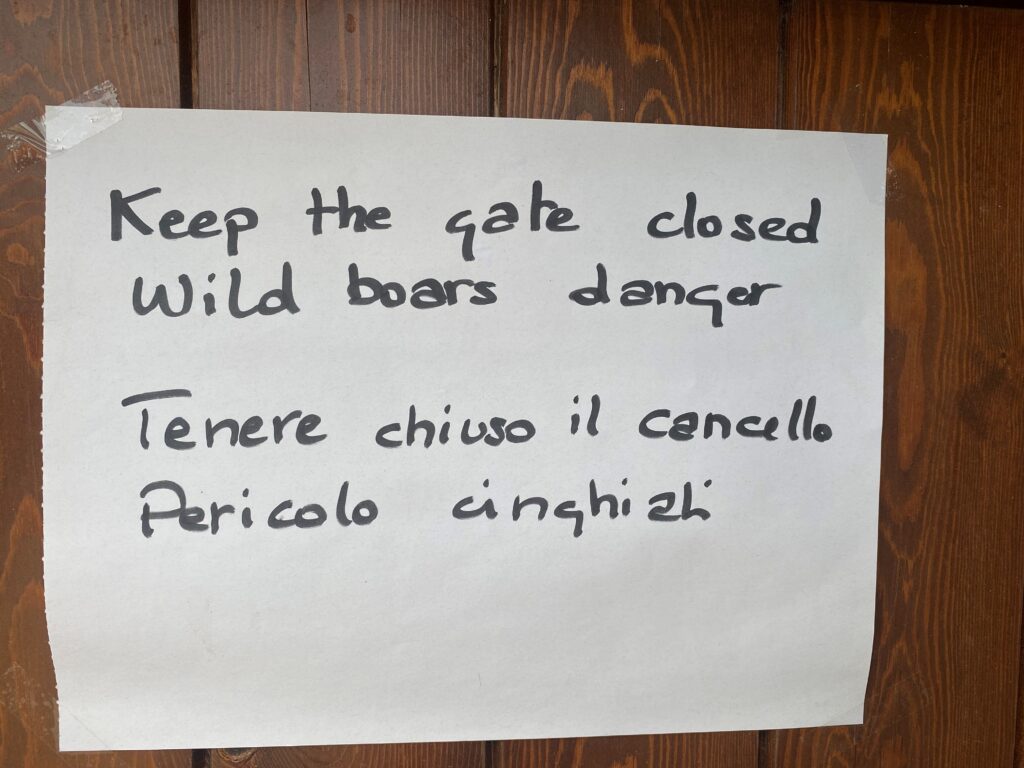 Keep the gate closed
Wild boars danger
Tenere chiuso il cancello
Pericolo cinghiali